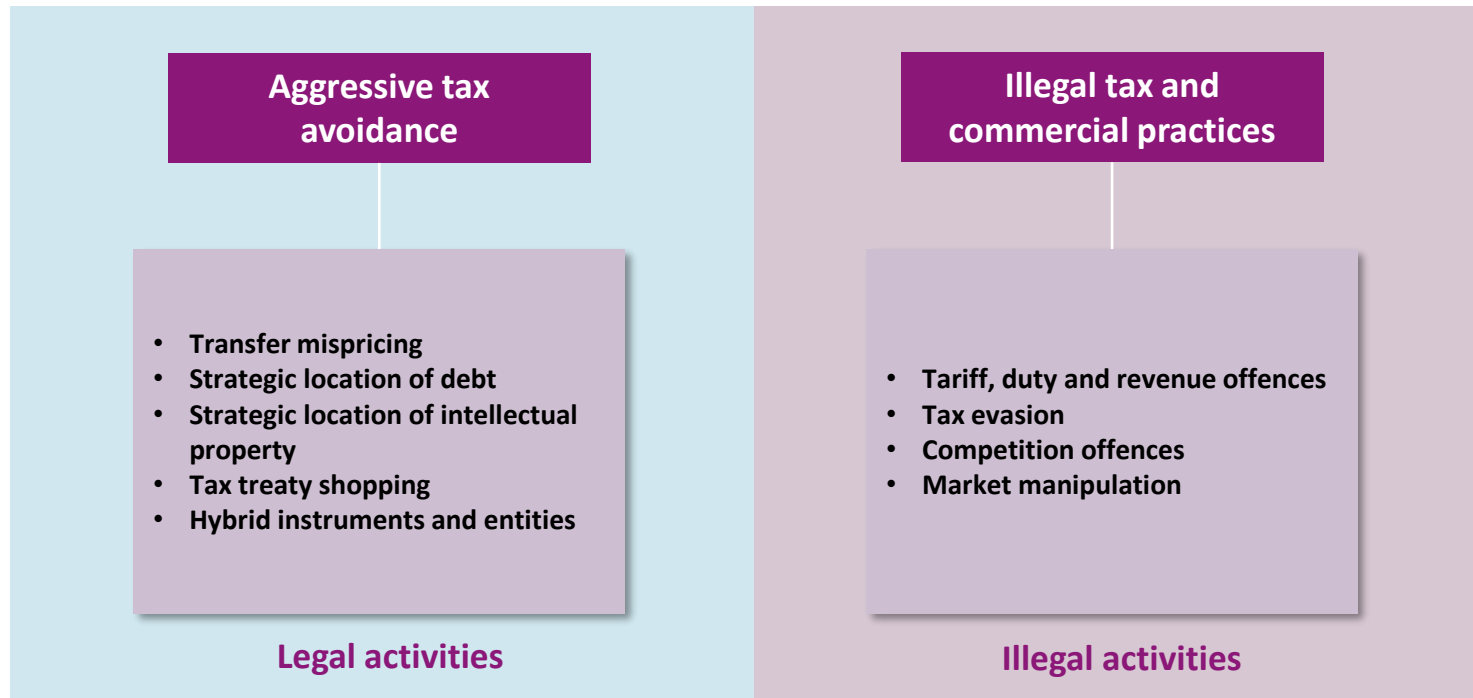 Aggressive tax
avoidance
• Transfer mispricing
• Strategic location of debt
• Strategic location of intellectual
property
• Tax treaty shopping
• Hybrid instruments and entities
Legal activities
Illegal tax and
commercial practices
• Tariff, duty and revenue offences
• Tax evasion
• Competition offences
• Market manipulation
Illegal activities